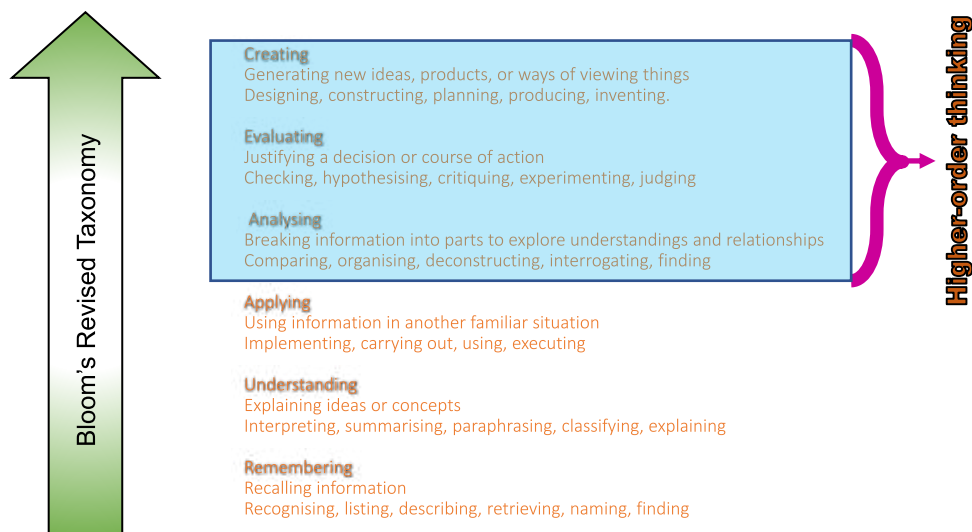 Bloom's Revised Taxonomy
Creating
Generating new ideas, products, or ways of viewing things
Designing, constructing, planning, producing, inventing.
Evaluating
Justifying a decision or course of action
Checking, hypothesising, critiquing, experimenting, judging
Analysing
Breaking information into parts to explore understandings and relationships
Comparing, organising, deconstructing, interrogating, finding
Applying
Using information in another familiar situation
Implementing, carrying out, using, executing
Understanding
Explaining ideas or concepts
Interpreting, summarising, paraphrasing, classifying, explaining
Remembering
Recalling information
Recognising, listing, describing, retrieving, naming, finding
Higher-order thinking